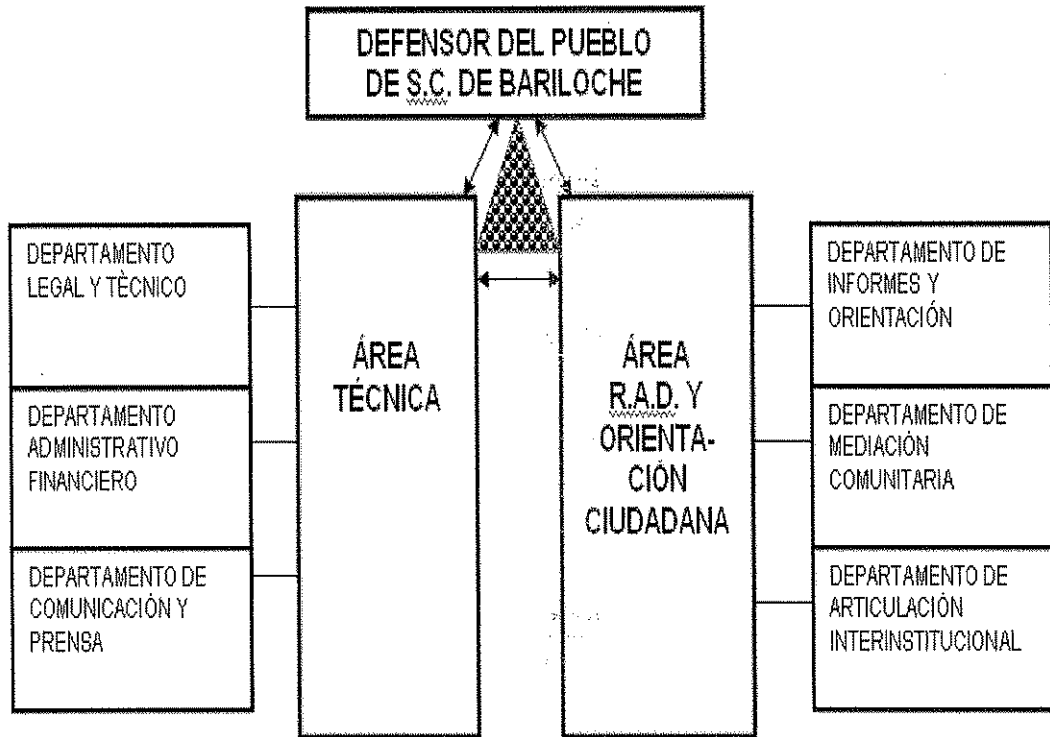 DEFENSOR DEL PUEBLO
DE S.C. DE BARILOCHE
DEPARTAMENTO
LEGAL Y TÈCNICO
DEPARTAMENTO
ADMINISTRATIVO
FINANCIERO
DEPARTAMENTO DE
COMUNICACIÓN Y
PRENSA
ÁREA
TÉCNICA
ÁREA
R.A.D. Y
ORIENTA-
CIÓN
CIUDADANA
DEPARTAMENTO DE
INFORMES Y
ORIENTACIÓN
DEPARTAMENTO DE
MEDIACIÓN
COMUNITARIA
DEPARTAMENTO DE
ARTICULACIÓN
INTERINSTITUCIONAL